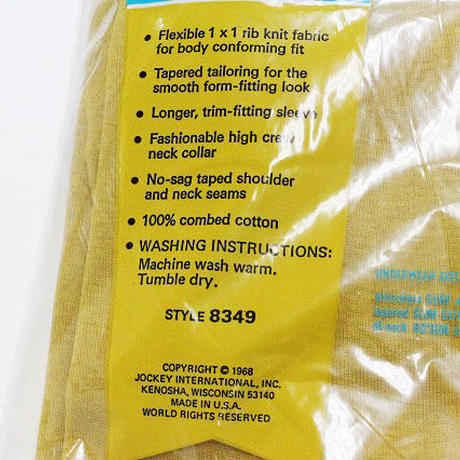 • Flexible 1 x 1 rib knit fabric
for body conforming fit
• Tapered tailoring for the
smooth form-fitting look
• Longer, trim-fitting sleeve
• Fashionable high crew
neck collar
• No-sag taped shoulder
and neck seams
• 100% combed cotton
• WASHING INSTRUCTIONS:
Machine wash warm.
Tumble dry.
STYLE 8349
COPYRIGHT © 1968
JOCKEY INTERNATIONAL, INC.
KENOSHA, WISCONSIN 53140
MADE IN U.S.A.
WORLD RIGHTS RESERVED
UNDERWEAR